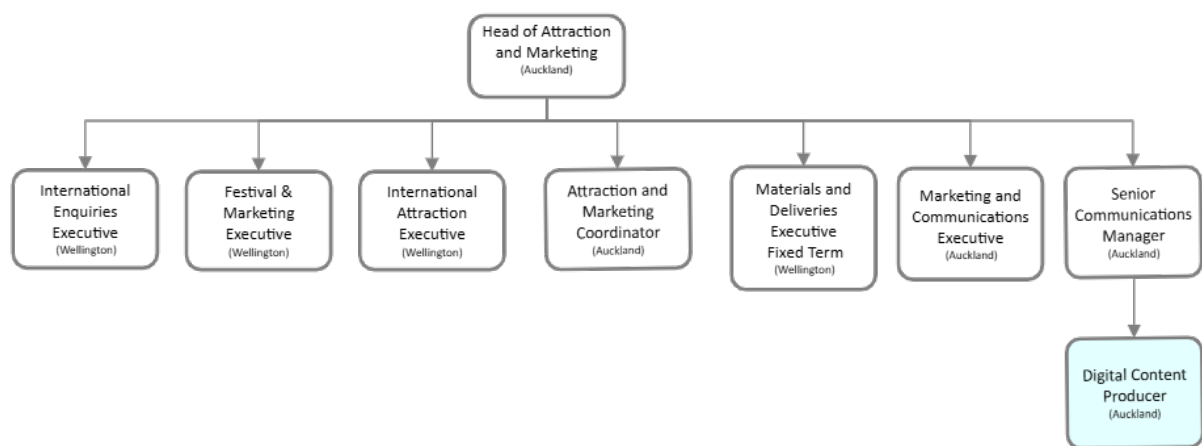 Head of Attraction
and Marketing
(Auckland)
International
Enquiries
Executive
(Wellington)
Festival &
Marketing
Executive
(Wellington)
International
Attraction
Executive
(Wellington)
Attraction and
Marketing
Coordinator
(Auckland)
Materials and
Deliveries
Executive
Fixed Term
(Wellington)
Marketing and
Communications
Executive
(Auckland)
Senior
Communications
Manager
(Auckland)
Digital Content
Producer
(Auckland)